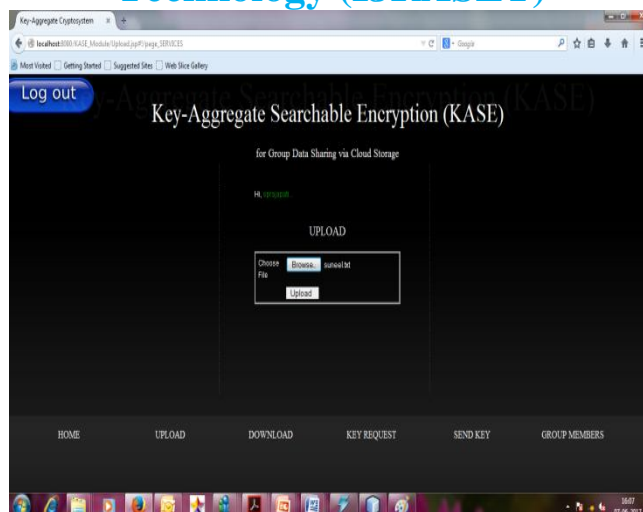 Technology (IJRASET)
Key-Aggregate Cryptosystem
localhost:8080/KASE_Module/Upload.jsp#!/page_SERVICES
Google
Most Visited Getting Started Suggested Sites Web Slice Gallery
Log out
Key-Aggregate Searchable Encryption (KASE)
for Group Data Sharing via Cloud Storage
Hi,
UPLOAD
Choose File Browse.. suneel.txt
Upload
HOME UPLOAD DOWNLOAD KEY REQUEST SEND KEY GROUP MEMBERS
16:07